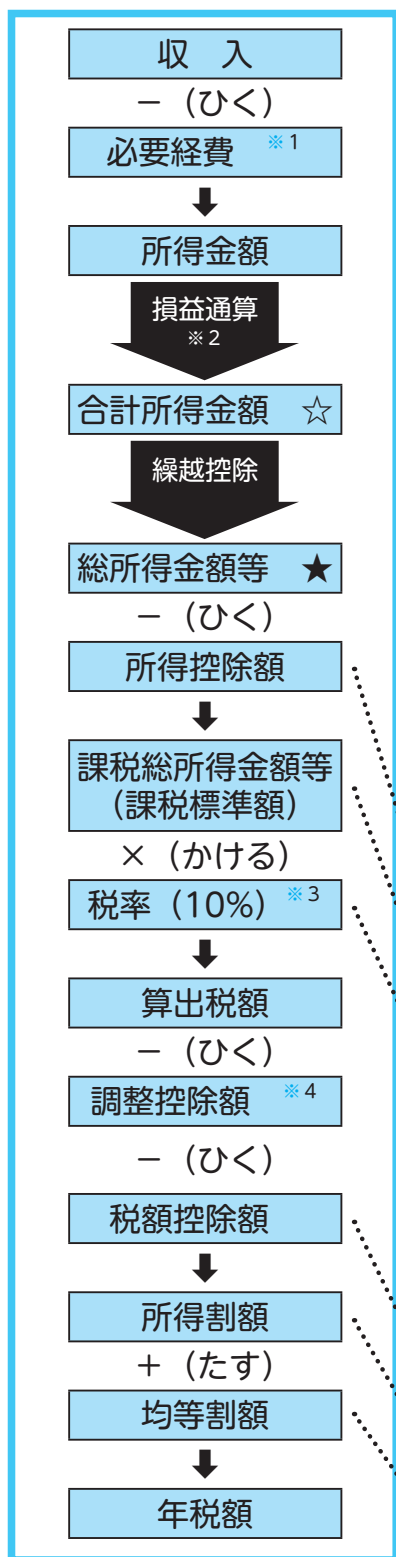 収　入
－（ひく）
必要経費 ※1
⬇
所得金額
損益通算
※2
合計所得金額　☆
繰越控除
総所得金額等　★
－（ひく）
所得控除額
⬇
課税総所得金額等
（課税標準額）
×（かける）
税率（10%）※3
⬇
算出税額
－（ひく）
調整控除額 ※4
－（ひく）
税額控除額
⬇
所得割額
＋（たす）
均等割額
⬇
年税額